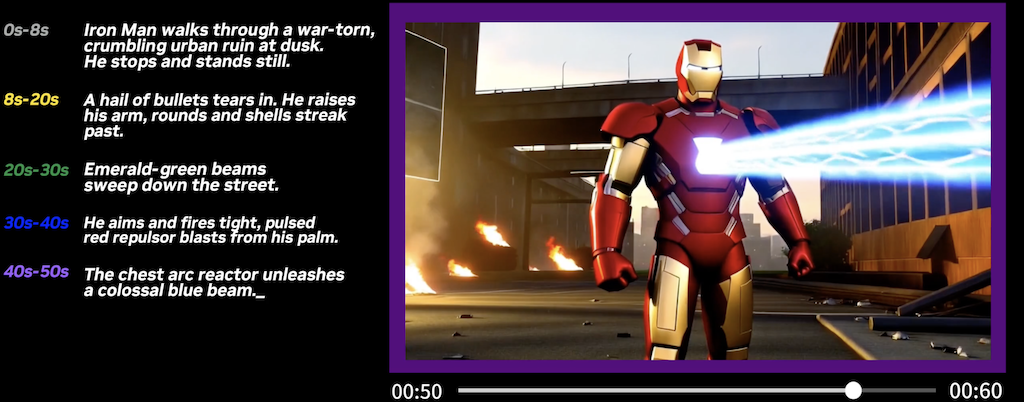 0s-8s Iron Man walks through a war-torn,
crumbling urban ruin at dusk.
He stops and stands still.
8s-20s A hail of bullets tears in. He raises
his arm, rounds and shells streak
past.
20s-30s Emerald-green beams
sweep down the street.
30s-40s He aims and fires tight, pulsed
red repulsor blasts from his palm.
40s-50s The chest arc reactor unleashes
a colossal blue beam._
00:50 00:60